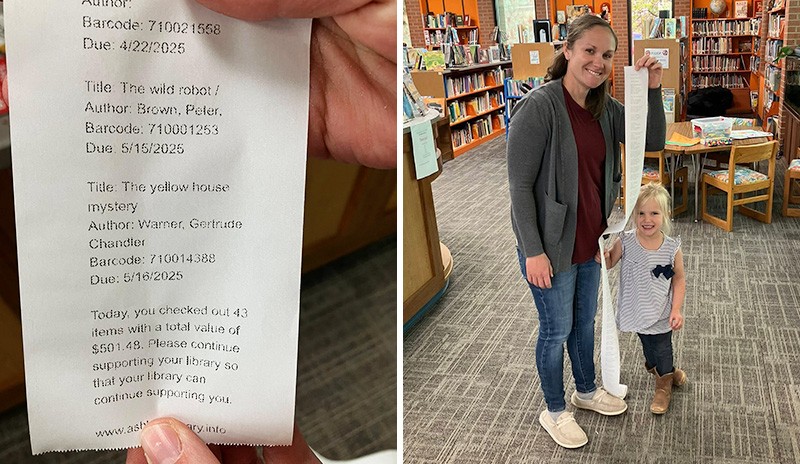 Author:
Barcode: 710021558
Due: 4/22/2025
Title: The wild robot /
Author: Brown, Peter,
Barcode: 710001253
Due: 5/15/2025
Title: The yellow house
mystery
Author: Warner, Gertrude
Chandler
Barcode: 710014388
Due: 5/16/2025
Today, you checked out 43
items with a total value of
$501.48. Please continue
supporting your library so
that your library can
continue supporting you.